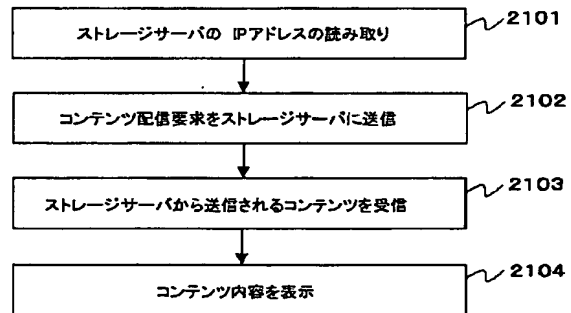 ストレージサーバの IPアドレスの読み取り
2101
コンテンツ配信要求をストレージサーバに送信
2102
ストレージサーバから送信されるコンテンツを受信
2103
コンテンツ内容を表示
2104